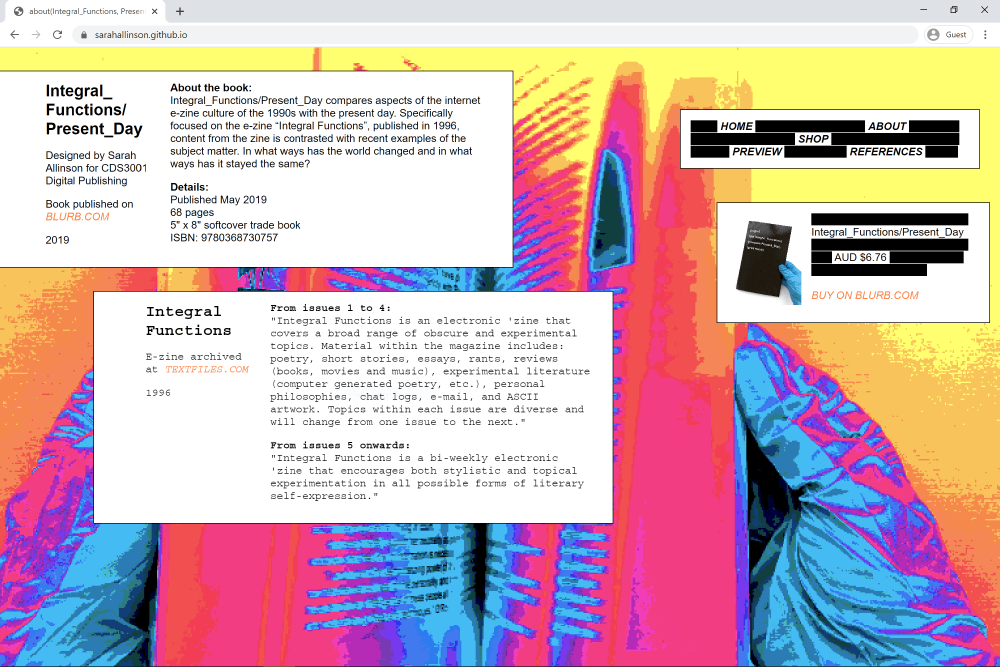 about(Integral_Functions, Presen
sarahallinson.github.io
Guest
Integral_
Functions/
Present_Day
Designed by Sarah
Allinson for CDS3001
Digital Publishing
Book published on
BLURB.COM
2019
About the book:
Integral_Functions/Present_Day compares aspects of the internet
e-zine culture of the 1990s with the present day. Specifically
focused on the e-zine “Integral Functions”, published in 1996,
content from the zine is contrasted with recent examples of the
subject matter. In what ways has the world changed and in what
ways has it stayed the same?
Details:
Published May 2019
68 pages
5" x 8" softcover trade book
ISBN: 9780368730757
HOME ABOUT
SHOP
PREVIEW REFERENCES
Integral_Functions/Present_Day
AUD $6.76
BUY ON BLURB.COM
Integral
Functions
E-zine archived
at TEXTFILES.COM
1996
From issues 1 to 4:
"Integral Functions is an electronic 'zine that
covers a broad range of obscure and experimental
topics. Material within the magazine includes:
poetry, short stories, essays, rants, reviews
(books, movies and music), experimental literature
(computer generated poetry, etc.), personal
philosophies, chat logs, e-mail, and ASCII
artwork. Topics within each issue are diverse and
will change from one issue to the next."
From issues 5 onwards:
"Integral Functions is a bi-weekly electronic
'zine that encourages both stylistic and topical
experimentation in all possible forms of literary
self-expression."